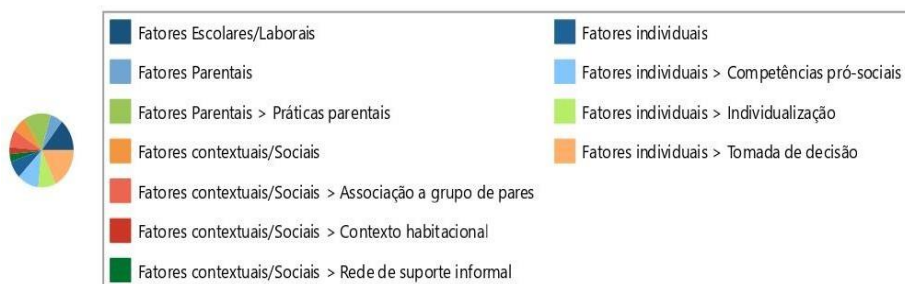 Fatores Escolares/Laborais
Fatores Parentais
Fatores Parentais > Práticas parentais
Fatores contextuais/Sociais
Fatores contextuais/Sociais > Associação a grupo de pares
Fatores contextuais/Sociais > Contexto habitacional
Fatores contextuais/Sociais > Rede de suporte informal
Fatores individuais
Fatores individuais > Competências pró-sociais
Fatores individuais > Individualização
Fatores individuais > Tomada de decisão